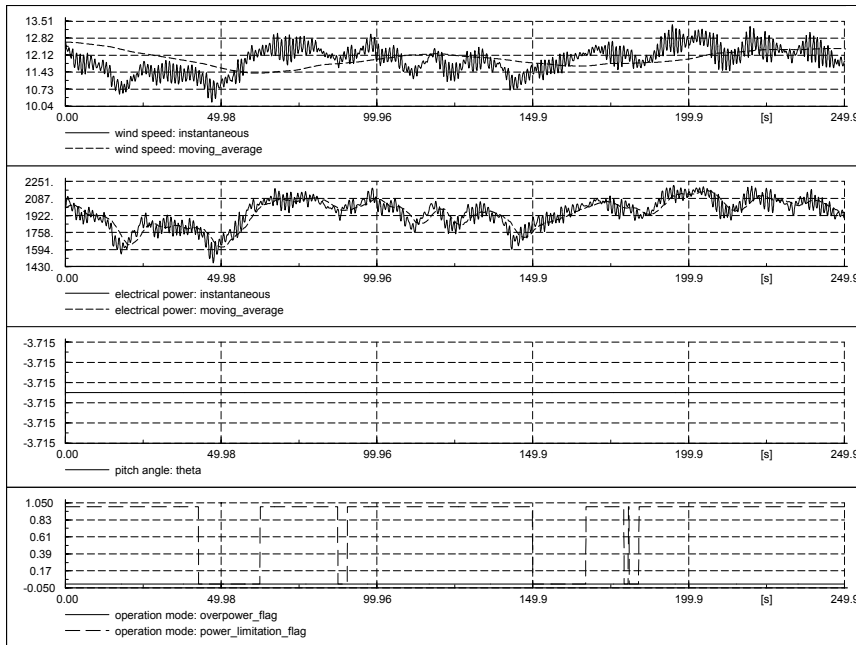 13.51
12.82
12.12
11.43
10.73
10.04
0.00 49.98 99.96 149.9 199.9 [s] 249.9
wind speed: instantaneous
wind speed: moving_average
2251.
2087.
1922.
1758.
1594.
1430.
0.00 49.98 99.96 149.9 199.9 [s] 249.9
electrical power: instantaneous
electrical power: moving_average
-3.715
-3.715
-3.715
-3.715
-3.715
-3.715
0.00 49.98 99.96 149.9 199.9 [s] 249.9
pitch angle: theta
1.050
0.83
0.61
0.39
0.17
-0.050
0.00 49.98 99.96 149.9 199.9 [s] 249.9
operation mode: overpower_flag
operation mode: power_limitation_flag